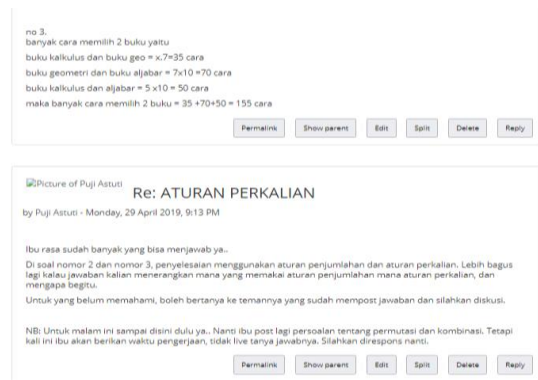 no 3.
banyak cara memilih 2 buku yaitu
buku kalkulus dan buku geo = x.7=35 cara
buku geometri dan buku aljabar = 7x10 =70 cara
buku kalkulus dan aljabar = 5 x10 = 50 cara
maka banyak cara memilih 2 buku = 35 +70+50 = 155 cara
Permalink Show parent Edit Split Delete Reply
Picture of Puji Astuti
Re: ATURAN PERKALIAN
by Puji Astuti - Monday, 29 April 2019, 9:13 PM
Ibu rasa sudah banyak yang bisa menjawab ya..
Di soal nomor 2 dan nomor 3, penyelesaian menggunakan aturan penjumlahan dan aturan perkalian. Lebih bagus
lagi kalau jawaban kalian menerangkan mana yang memakai aturan penjumlahan mana aturan perkalian, dan
mengapa begitu.
Untuk yang belum memahami, boleh bertanya ke temannya yang sudah mempost jawaban dan silahkan diskusi.
NB: Untuk malam ini sampai disini dulu ya.. Nanti ibu post lagi persoalan tentang permutasi dan kombinasi. Tetapi
kali ini ibu akan berikan waktu pengerjaan, tidak live tanya jawabnya. Silahkan direspons nanti.
Permalink Show parent Edit Split Delete Reply